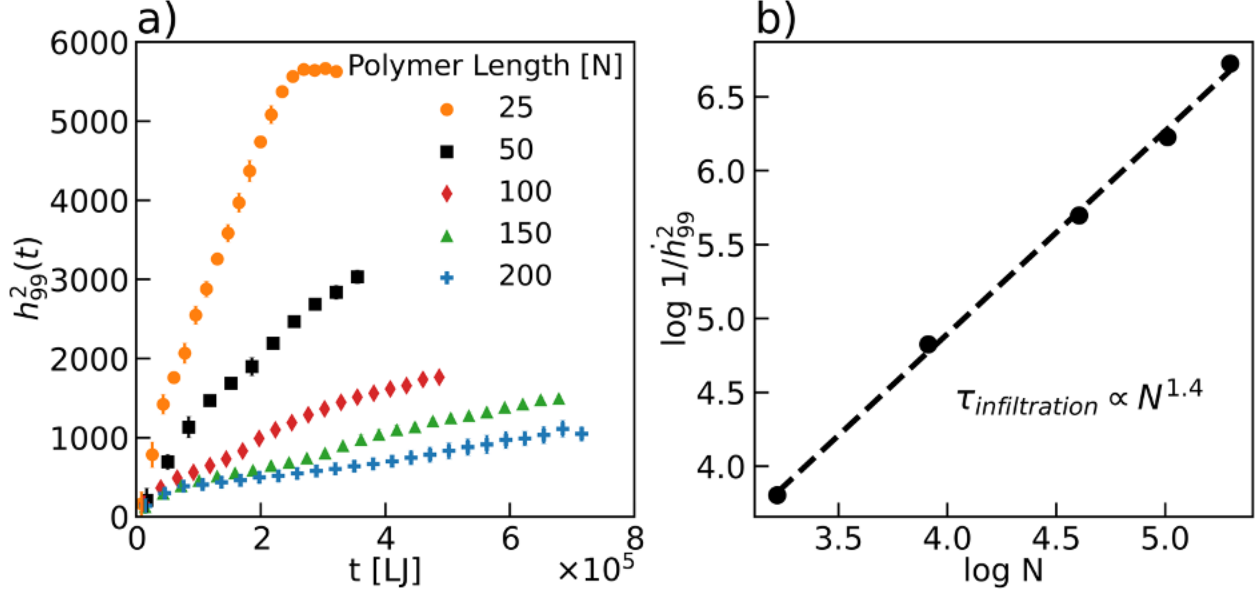 a)
h²₉₉(t)
6000
5000
4000
3000
2000
1000
0
Polymer Length [N]
25
50
100
150
200
0 2 4 6 8
t [LJ] ×10⁵
b)
log 1/ḣ²₉₉
6.5
6.0
5.5
5.0
4.5
4.0
τinfiltration ∝ N¹·⁴
3.5 4.0 4.5 5.0
log N